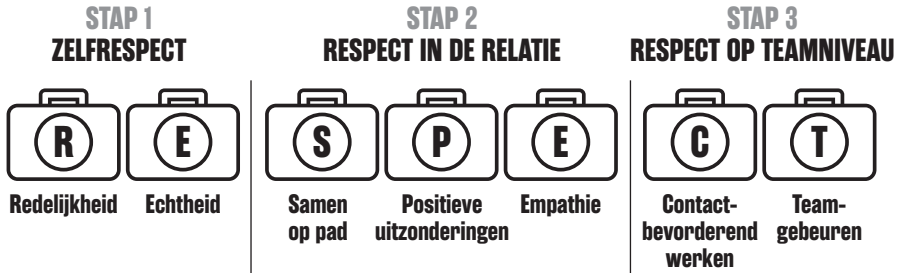 STAP 1
ZELFRESPECT
STAP 2
RESPECT IN DE RELATIE
STAP 3
RESPECT OP TEAMNIVEAU
R
E
S
P
E
C
T
Redelijkheid
Echtheid
Samen
op pad
Positieve
uitzonderingen
Empathie
Contact-
bevorderend
werken
Team-
gebeuren